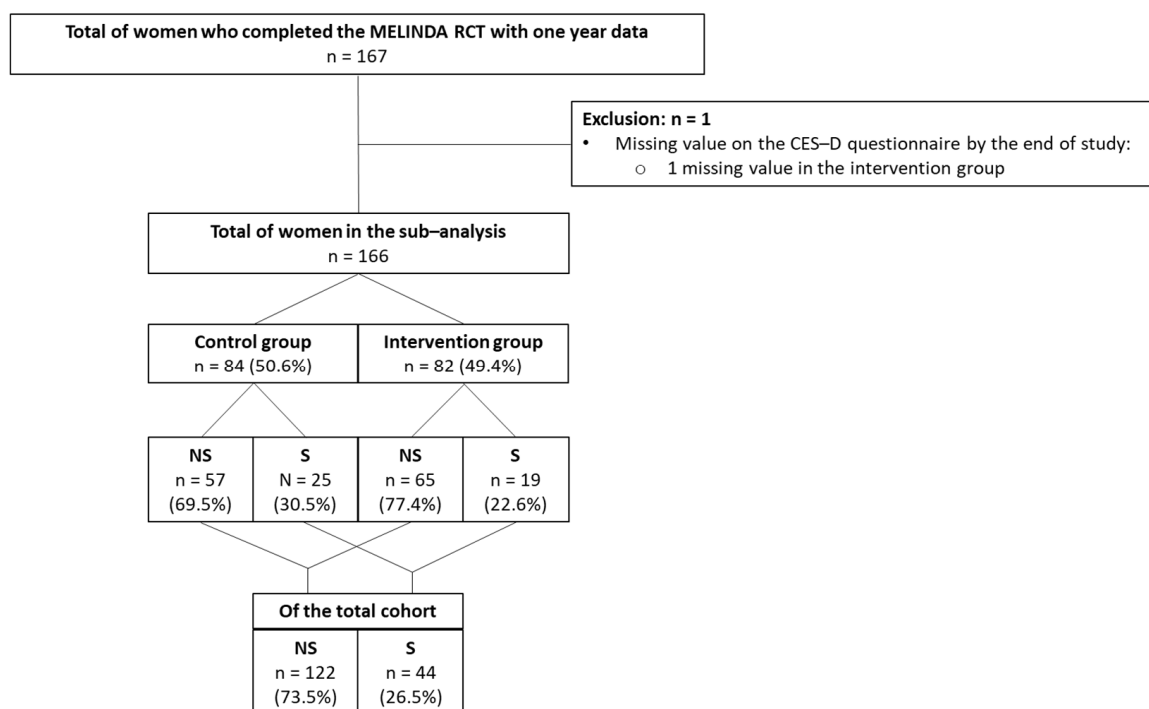 Total of women who completed the MELINDA RCT with one year data
n = 167
Exclusion: n = 1
• Missing value on the CES–D questionnaire by the end of study:
o 1 missing value in the intervention group
Total of women in the sub–analysis
n = 166
Control group
n = 84 (50.6%)
Intervention group
n = 82 (49.4%)
NS
n = 57
(69.5%)
S
N = 25
(30.5%)
NS
n = 65
(77.4%)
S
n = 19
(22.6%)
Of the total cohort
NS
n = 122
(73.5%)
S
n = 44
(26.5%)